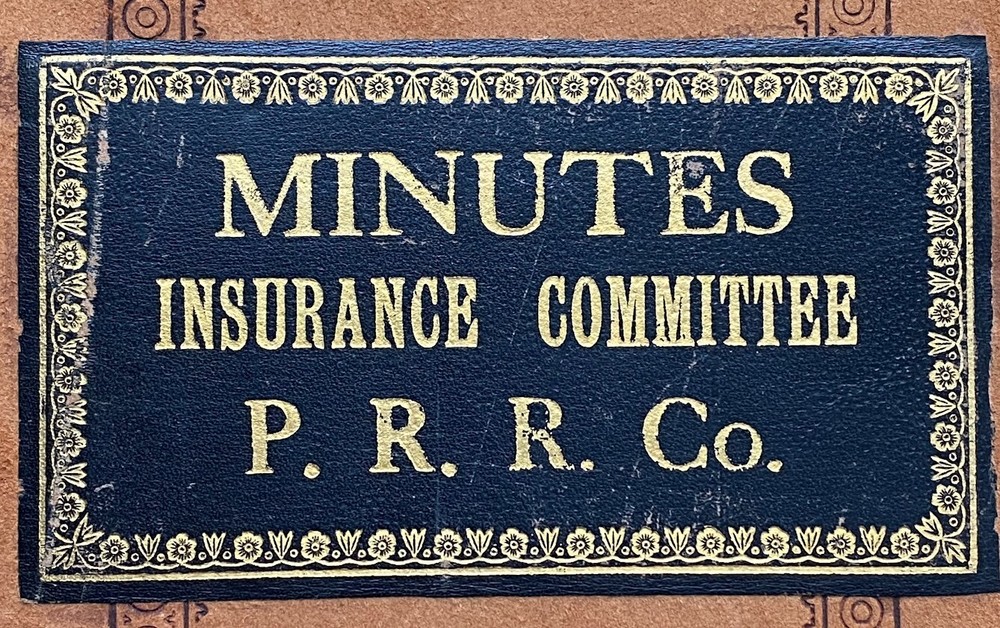 MINUTES
INSURANCE COMMITTEE
P. R. R. Co.